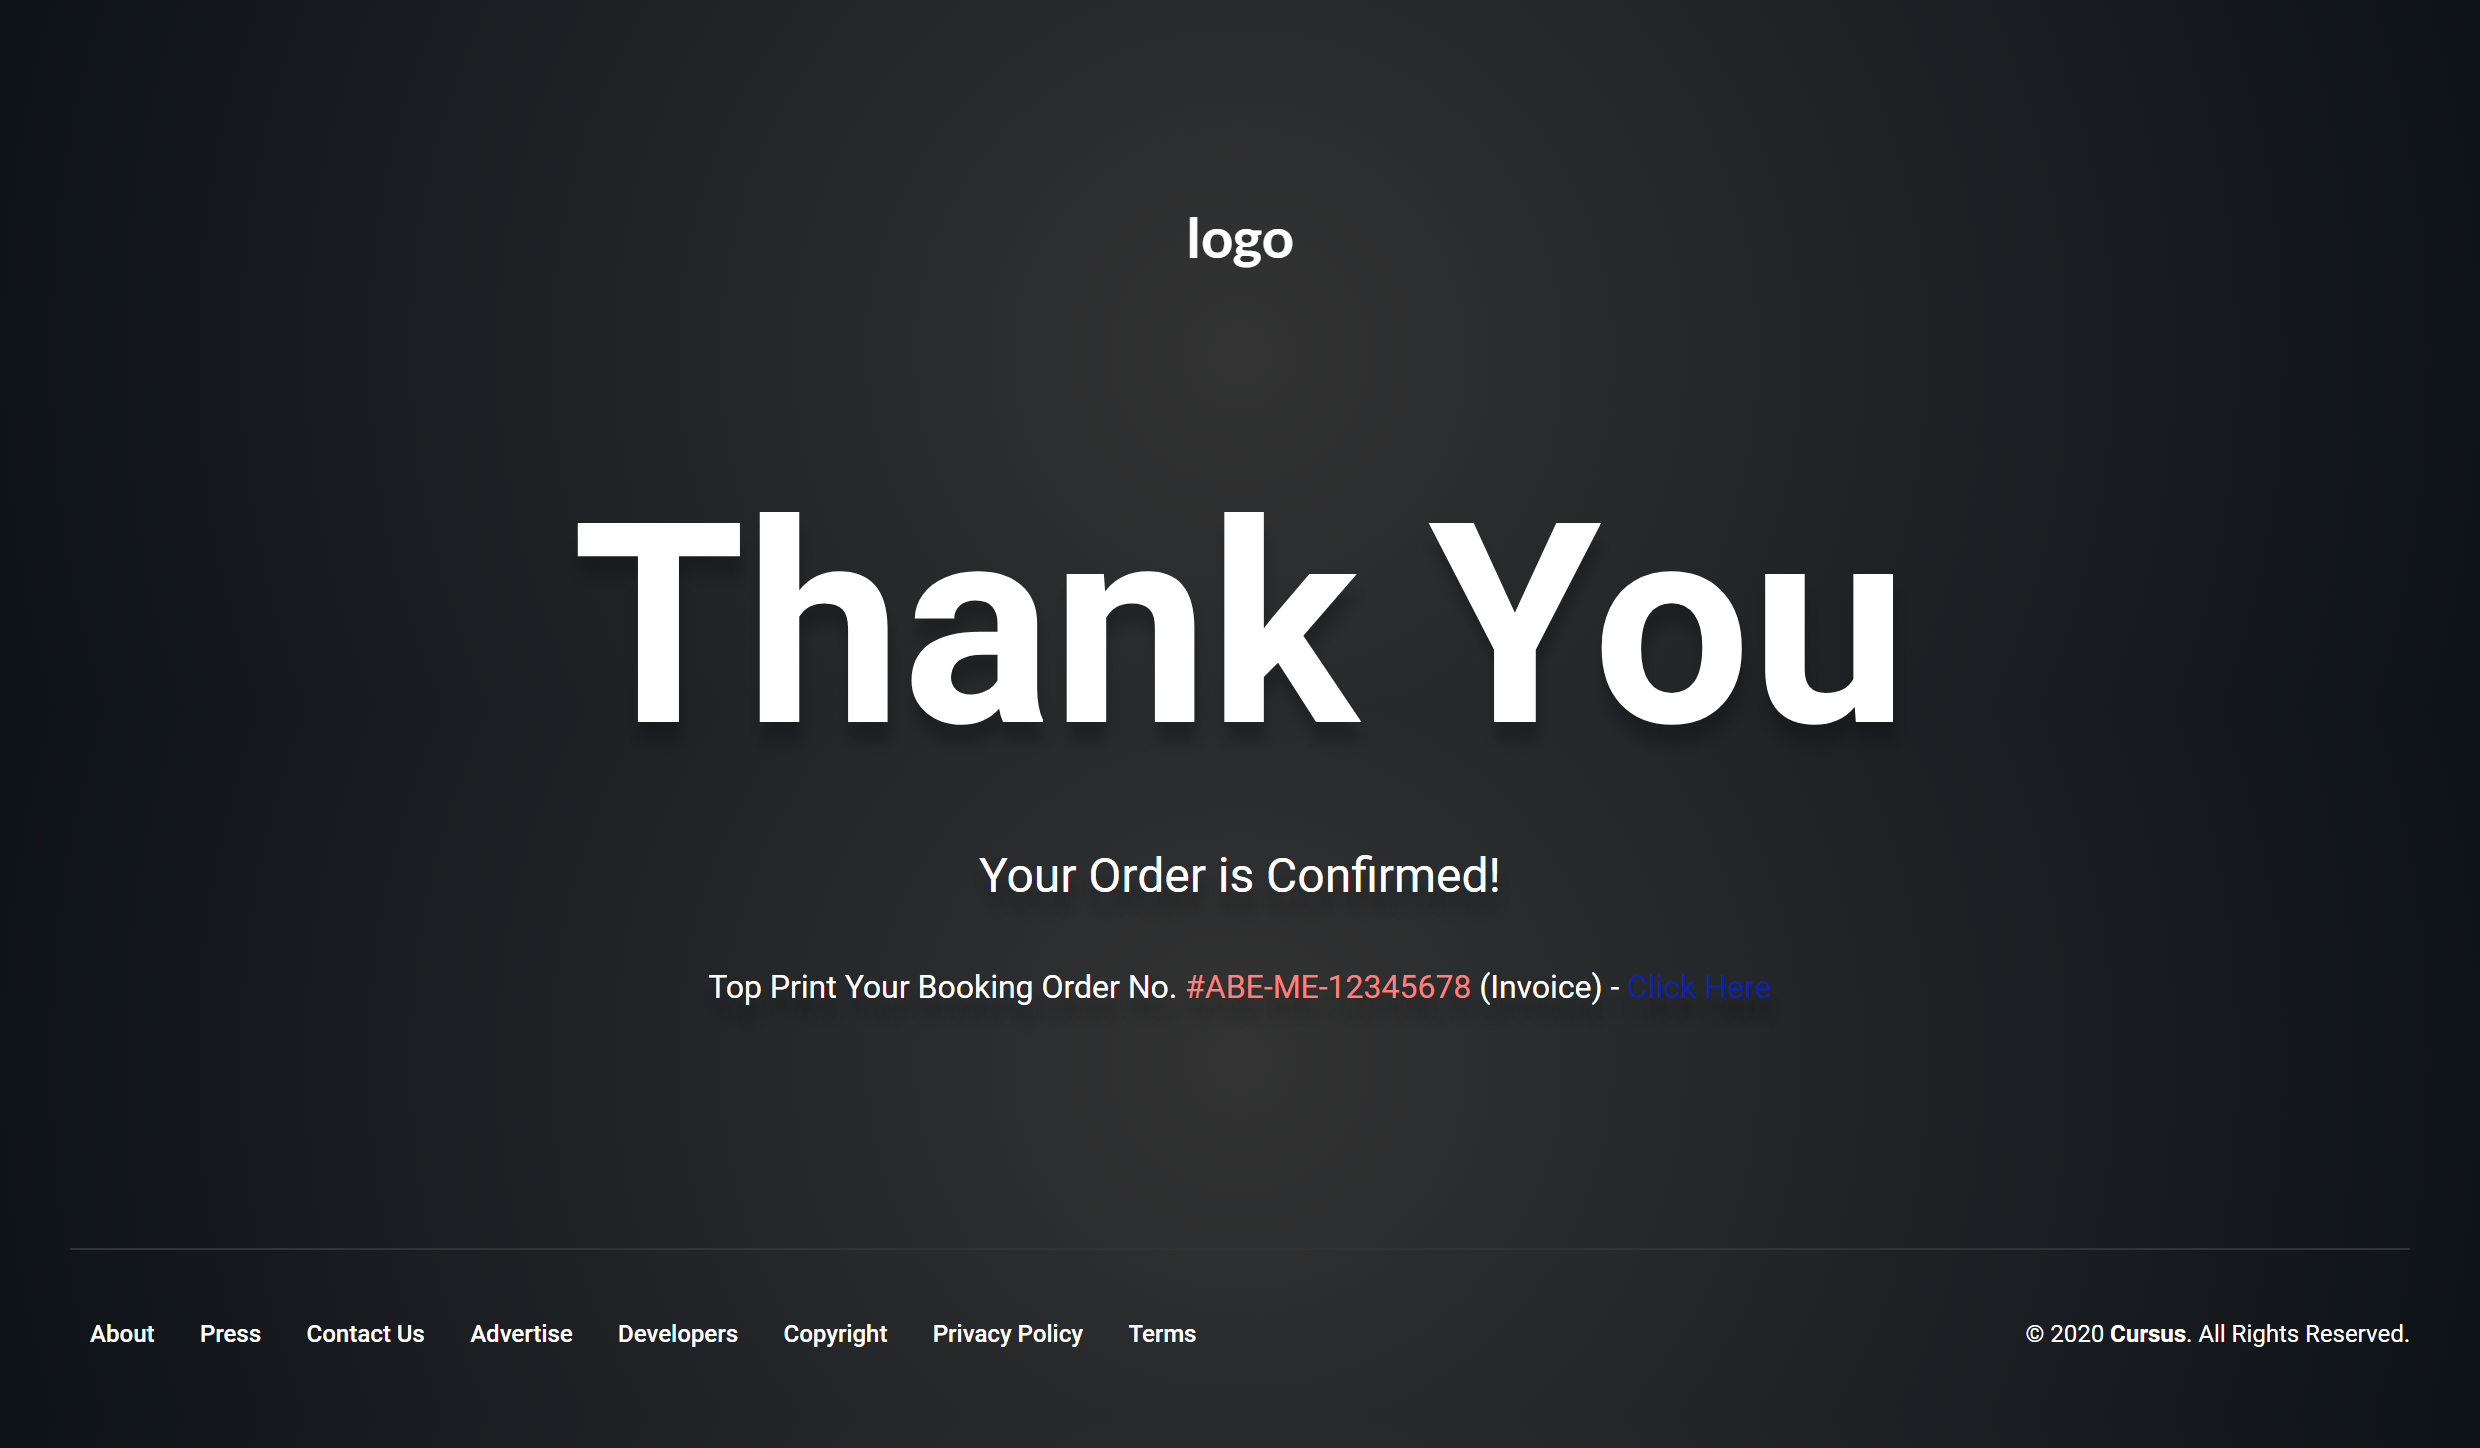 logo
Thank You
Your Order is Confirmed!
Top Print Your Booking Order No. #ABE-ME-12345678 (Invoice) - Click Here
About Press Contact Us Advertise Developers Copyright Privacy Policy Terms © 2020 Cursus. All Rights Reserved.